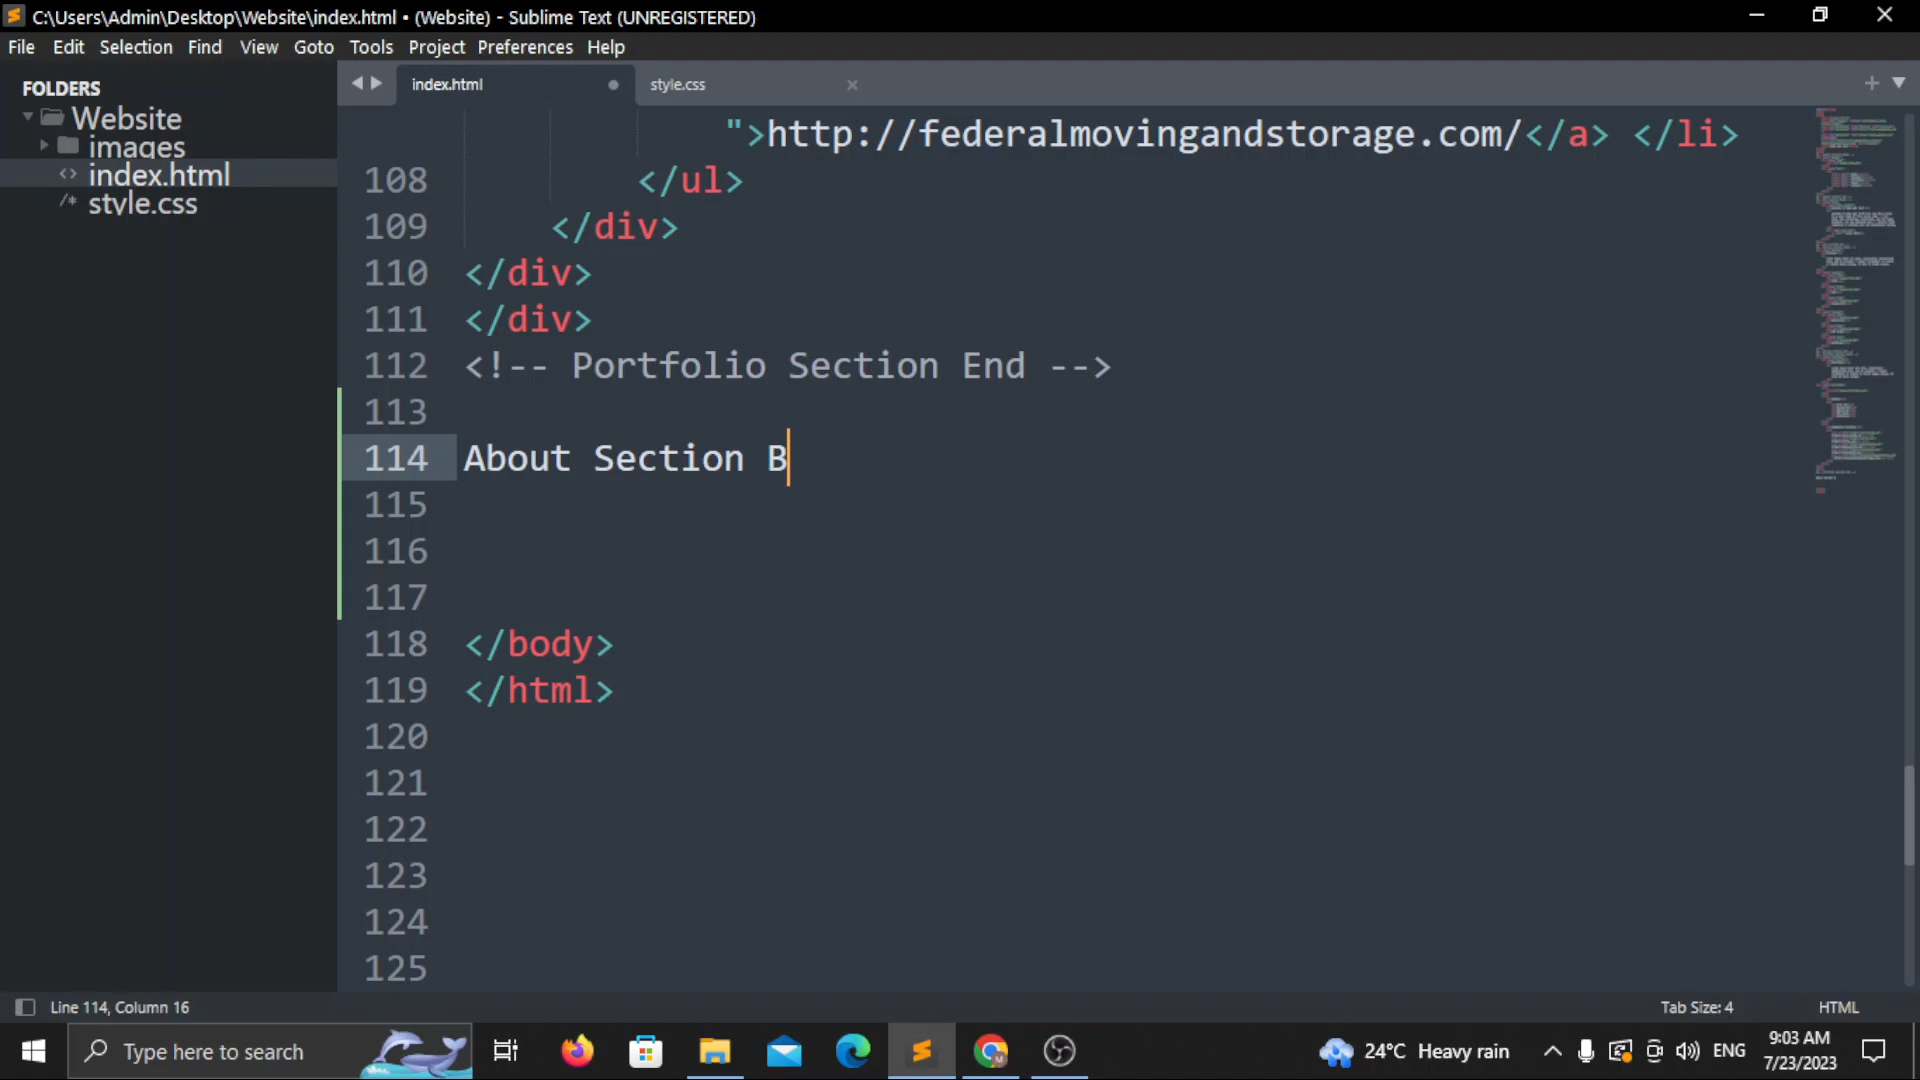 C:\Users\Admin\Desktop\Website\index.html • (Website) - Sublime Text (UNREGISTERED)
File Edit Selection Find View Goto Tools Project Preferences Help
FOLDERS
Website
images
index.html
style.css
index.html
style.css
">http://federalmovingandstorage.com/</a> </li>
108 </ul>
109 </div>
110 </div>
111 </div>
112 <!-- Portfolio Section End -->
113
114 About Section B
115
116
117
118 </body>
119 </html>
120
121
122
123
124
125
Line 114, Column 16
Tab Size: 4
HTML
Type here to search
24°C Heavy rain
ENG
9:03 AM
7/23/2023